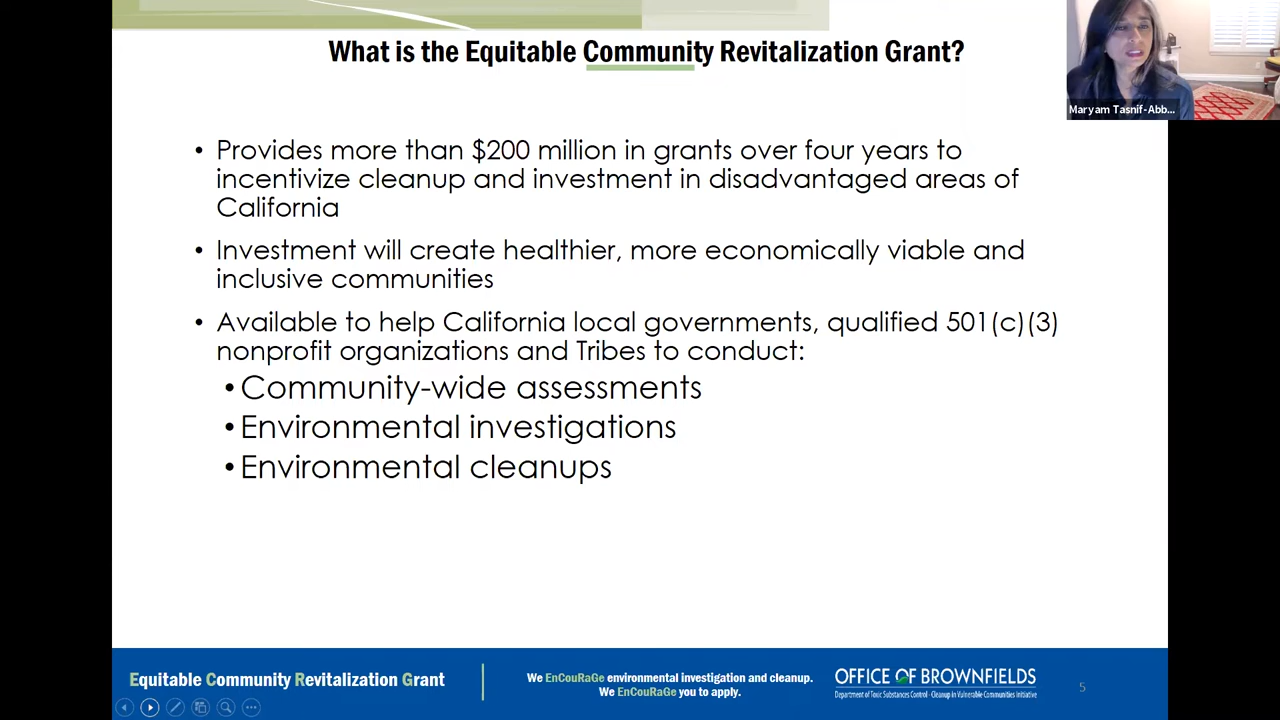 What is the Equitable Community Revitalization Grant?
Maryam Tasnif-Abb...
• Provides more than $200 million in grants over four years to
incentivize cleanup and investment in disadvantaged areas of
California
• Investment will create healthier, more economically viable and
inclusive communities
• Available to help California local governments, qualified 501(c)(3)
nonprofit organizations and Tribes to conduct:
• Community-wide assessments
• Environmental investigations
• Environmental cleanups
Equitable Community Revitalization Grant
We EnCouRaGe environmental investigation and cleanup.
We EnCouRaGe you to apply.
OFFICE OF BROWNFIELDS
Department of Toxic Substances Control - Cleanup In Vulnerable Communities Initiative
5